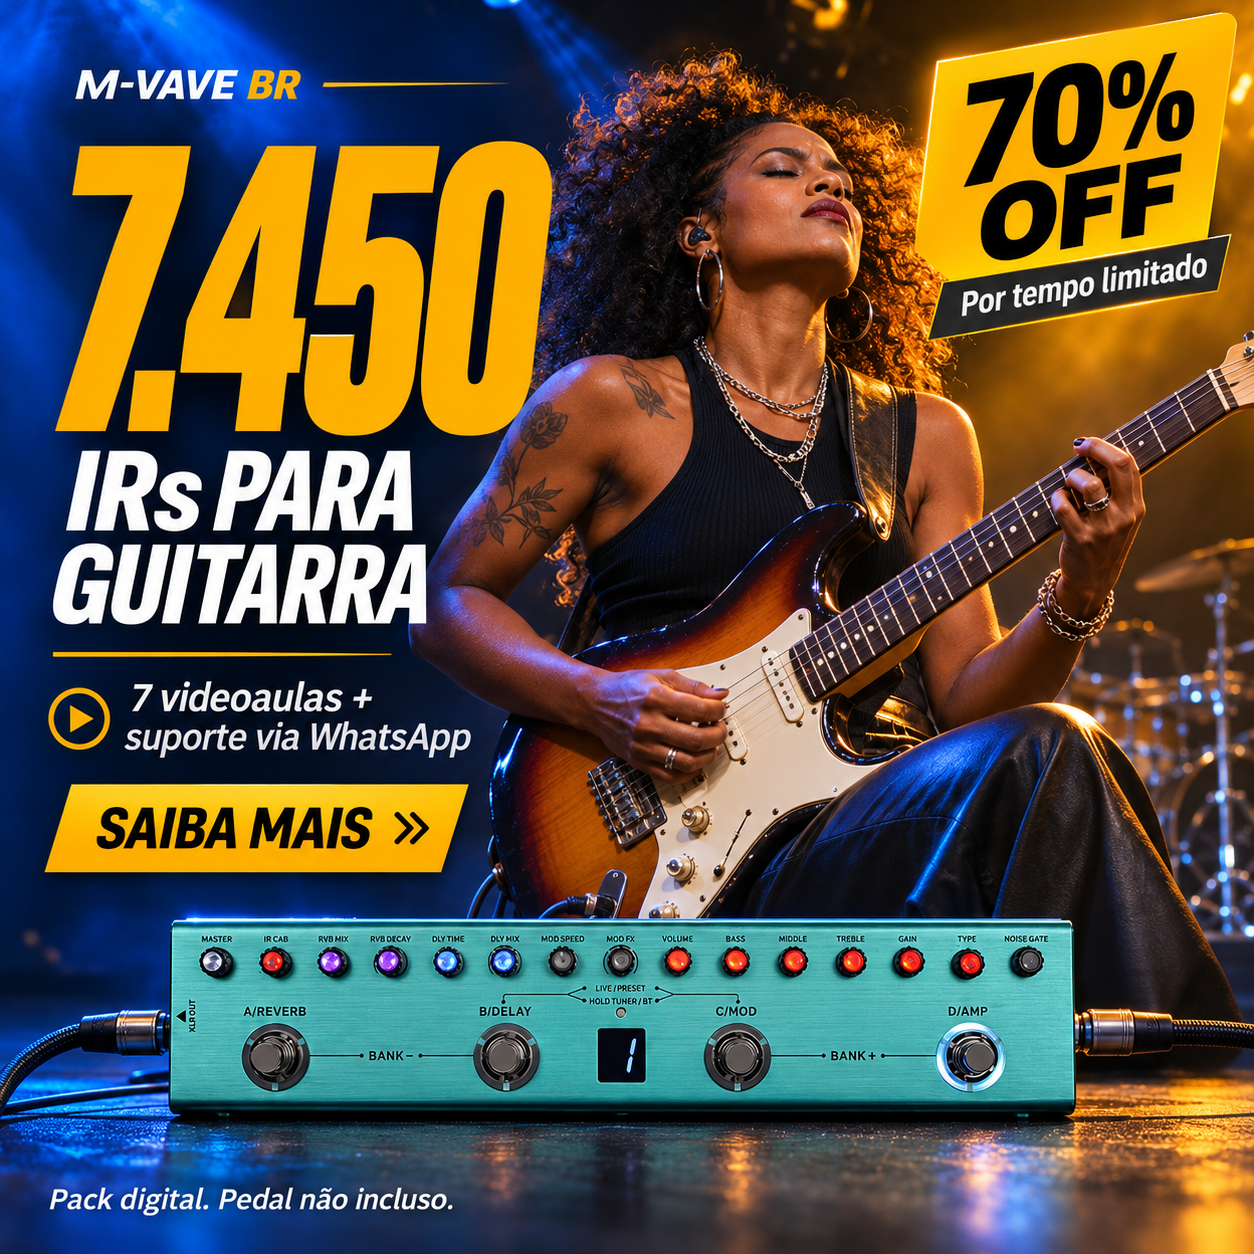 M-VAVE BR
70%
OFF
Por tempo limitado
7.450
IRs PARA
GUITARRA
7 videoaulas +
suporte via WhatsApp
SAIBA MAIS »
MASTER IR CAB RVB MIX RVB DECAY DLY TIME DLY MIX MOD SPEED MOD FX VOLUME BASS MIDDLE TREBLE GAIN TYPE NOISE GATE
LIVE/PRESET
HOLD TUNER/BT
XLR OUT
A/REVERB B/DELAY C/MOD D/AMP
BANK – 1 BANK +
Pack digital. Pedal não incluso.